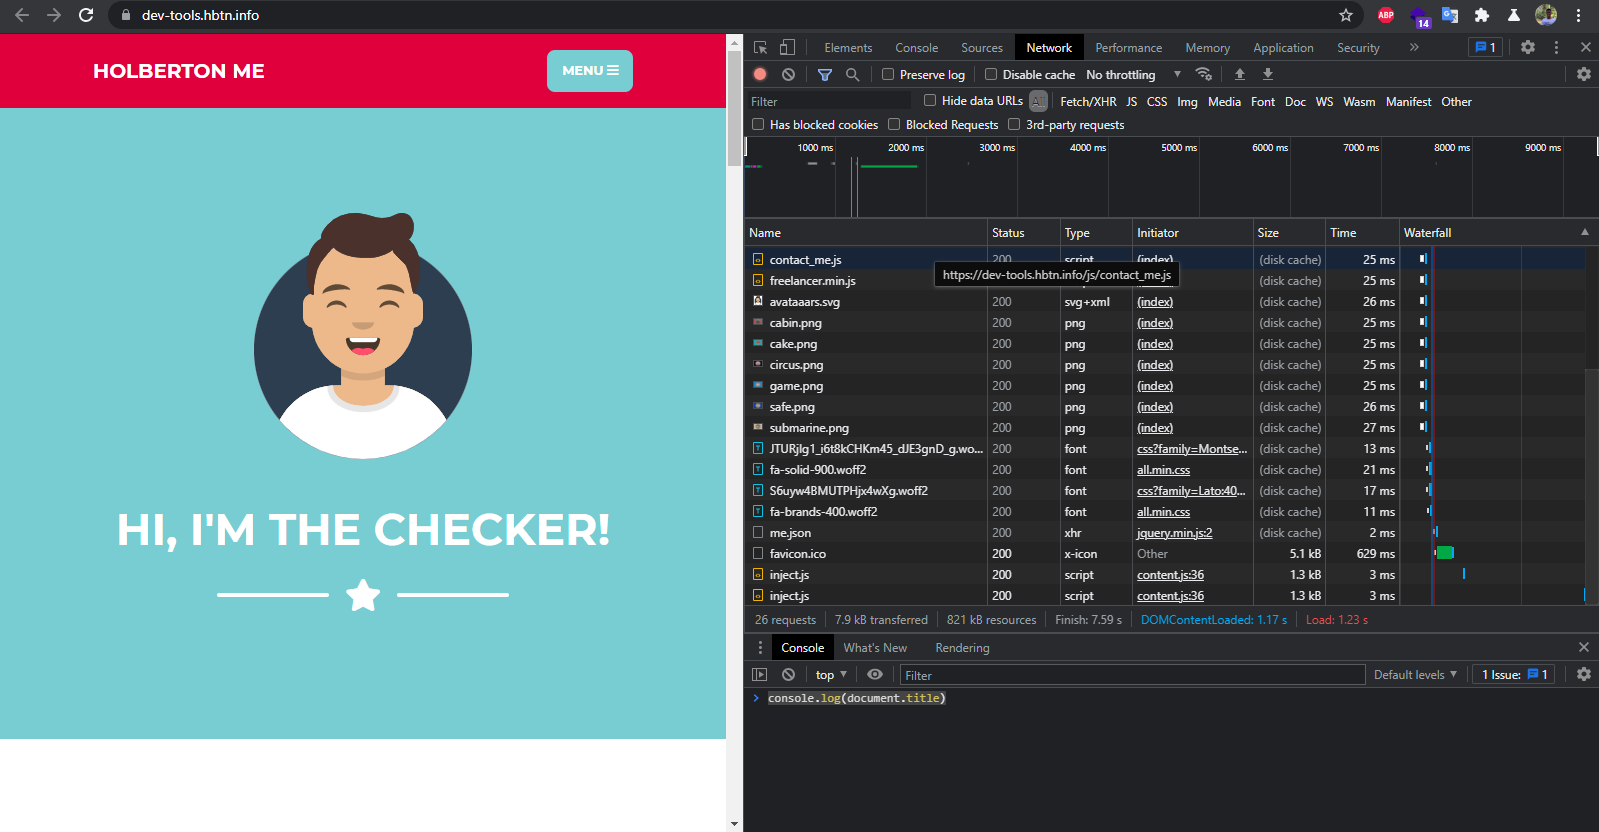 dev-tools.hbtn.info
ABP
14
HOLBERTON ME
MENU
HI, I'M THE CHECKER!
Elements Console Sources Network Performance Memory Application Security » 1
Preserve log Disable cache No throttling
Filter Hide data URLs All Fetch/XHR JS CSS Img Media Font Doc WS Wasm Manifest Other
Has blocked cookies Blocked Requests 3rd-party requests
1000 ms 2000 ms 3000 ms 4000 ms 5000 ms 6000 ms 7000 ms 8000 ms 9000 ms
Name Status Type Initiator Size Time Waterfall
contact_me.js 200 script (index) (disk cache) 25 ms
https://dev-tools.hbtn.info/js/contact_me.js
freelancer.min.js (disk cache) 25 ms
avataaars.svg 200 svg+xml (index) (disk cache) 26 ms
cabin.png 200 png (index) (disk cache) 25 ms
cake.png 200 png (index) (disk cache) 25 ms
circus.png 200 png (index) (disk cache) 25 ms
game.png 200 png (index) (disk cache) 25 ms
safe.png 200 png (index) (disk cache) 26 ms
submarine.png 200 png (index) (disk cache) 27 ms
JTURjIg1_i6t8kCHKm45_dJE3gnD_g.wo... 200 font css?family=Montse... (disk cache) 13 ms
fa-solid-900.woff2 200 font all.min.css (disk cache) 21 ms
S6uyw4BMUTPHjx4wXg.woff2 200 font css?family=Lato:40... (disk cache) 17 ms
fa-brands-400.woff2 200 font all.min.css (disk cache) 11 ms
me.json 200 xhr jquery.min.js:2 (disk cache) 2 ms
favicon.ico 200 x-icon Other 5.1 kB 629 ms
inject.js 200 script content.js:36 1.3 kB 3 ms
inject.js 200 script content.js:36 1.3 kB 3 ms
26 requests 7.9 kB transferred 821 kB resources Finish: 7.59 s DOMContentLoaded: 1.17 s Load: 1.23 s
Console What's New Rendering
top Filter Default levels 1 Issue: 1
console.log(document.title)